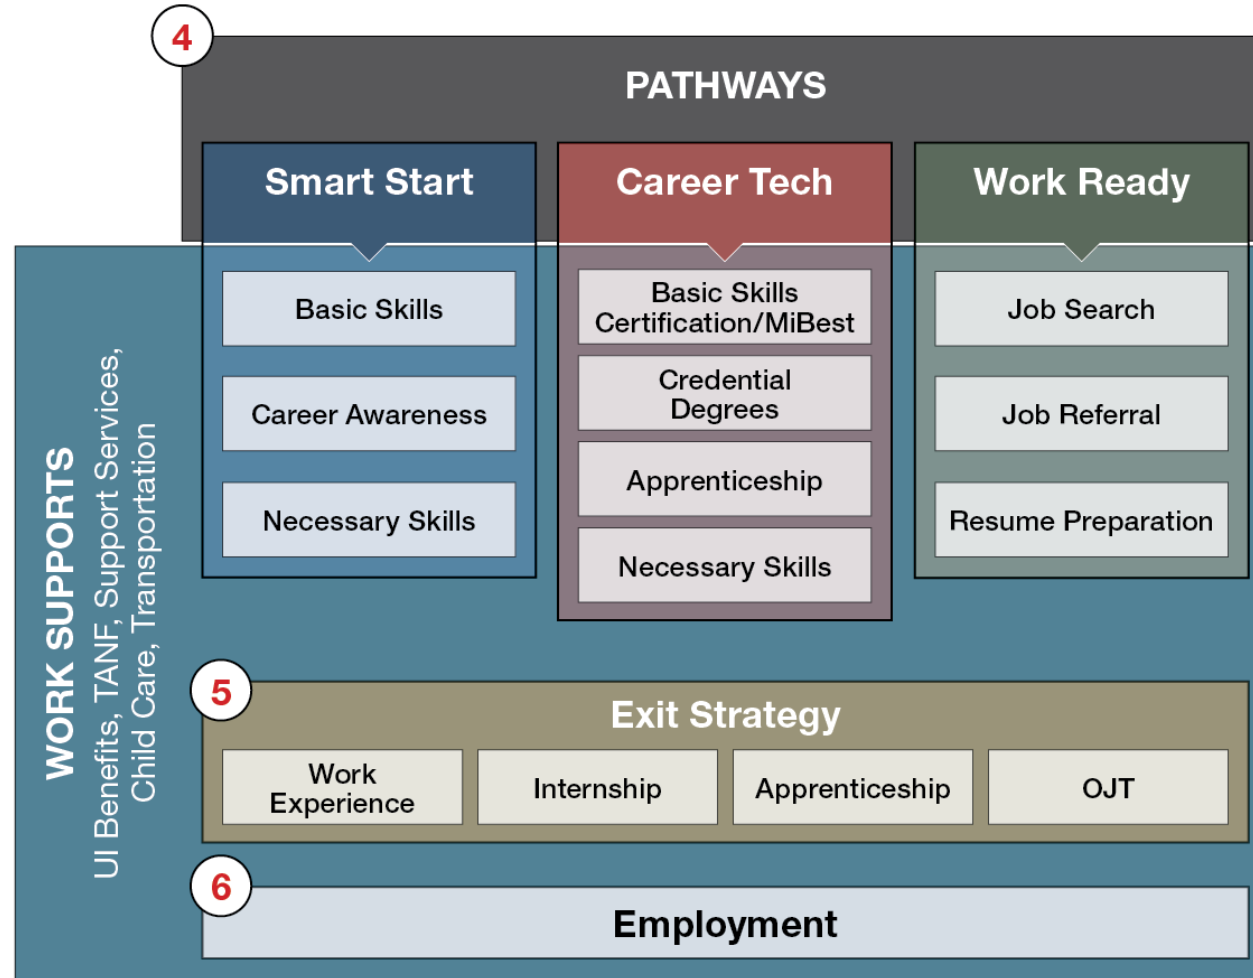 4
PATHWAYS
Smart Start
Career Tech
Work Ready
Basic Skills
Career Awareness
Necessary Skills
Basic Skills
Certification/MiBest
Credential
Degrees
Apprenticeship
Necessary Skills
Job Search
Job Referral
Resume Preparation
WORK SUPPORTS
UI Benefits, TANF, Support Services,
Child Care, Transportation
5
Exit Strategy
Work
Experience
Internship
Apprenticeship
OJT
6
Employment